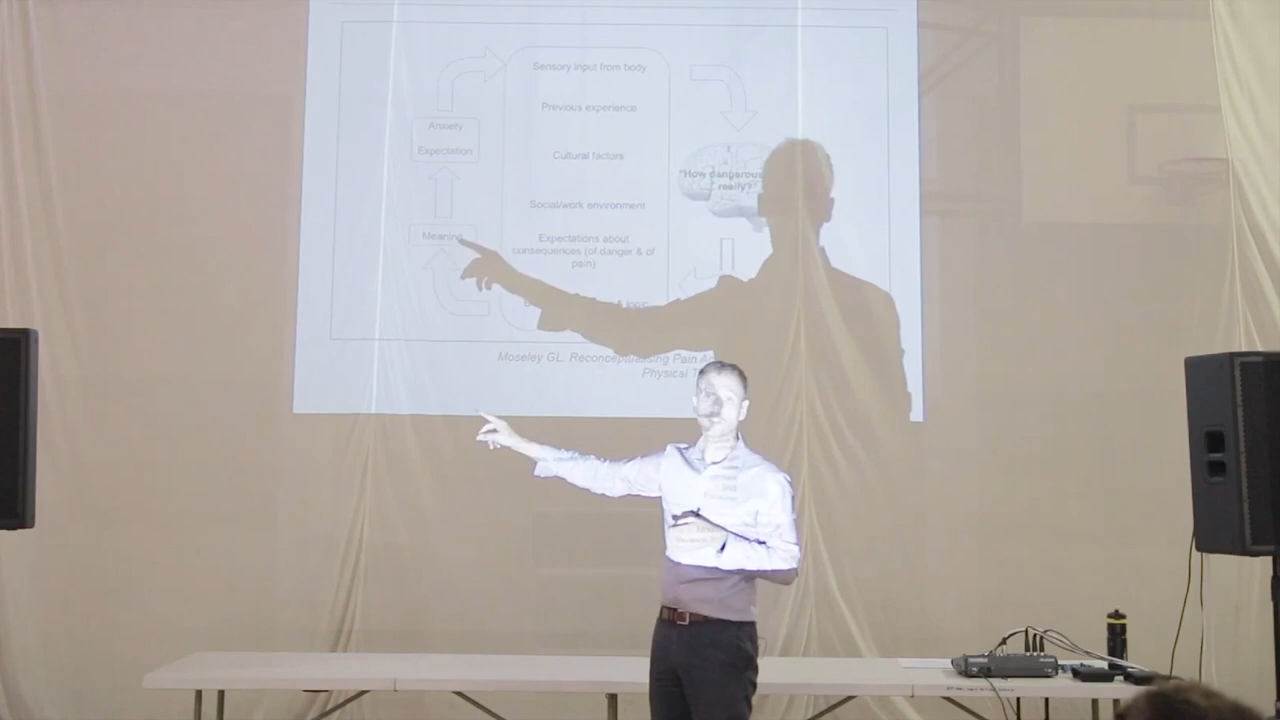 Sensory input from body
Previous experience
Anxiety
Expectation
Cultural factors
"How dangerous
really?
Social/work environment
Meaning
Expectations about
consequences (of danger & of
pain)
Moseley GL. Reconceptualising Pain
Physical